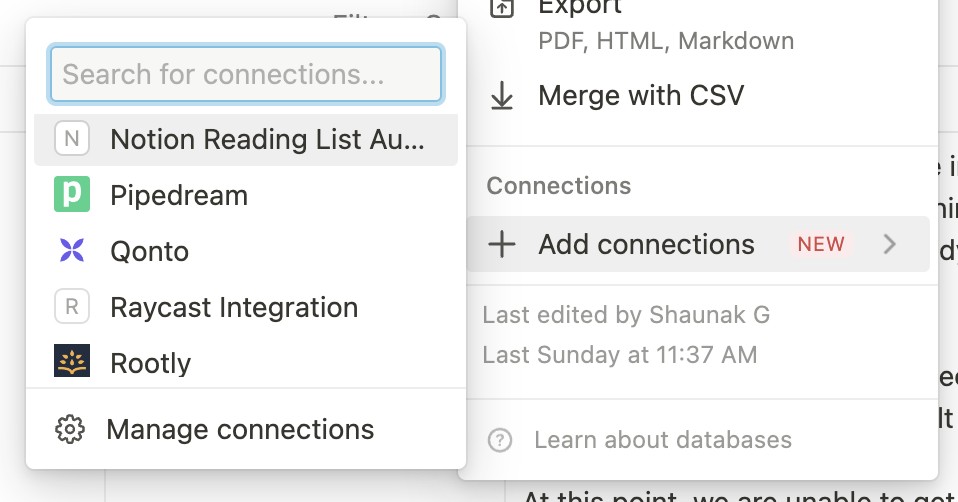 Search for connections...
N
Notion Reading List Au...
p
Pipedream
Qonto
R
Raycast Integration
Rootly
Manage connections
Export
PDF, HTML, Markdown
Merge with CSV
Connections
Add connections NEW
Last edited by Shaunak G
Last Sunday at 11:37 AM
? Learn about databases
At this point, we are unable to get